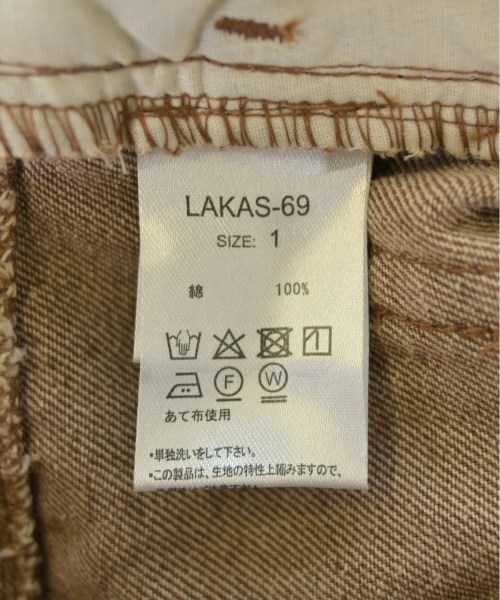 LAKAS-69
SIZE: 1
綿 100%
F W
あて布使用
・単独洗いをして下さい。
・この製品は、生地の特性上縮みますので、